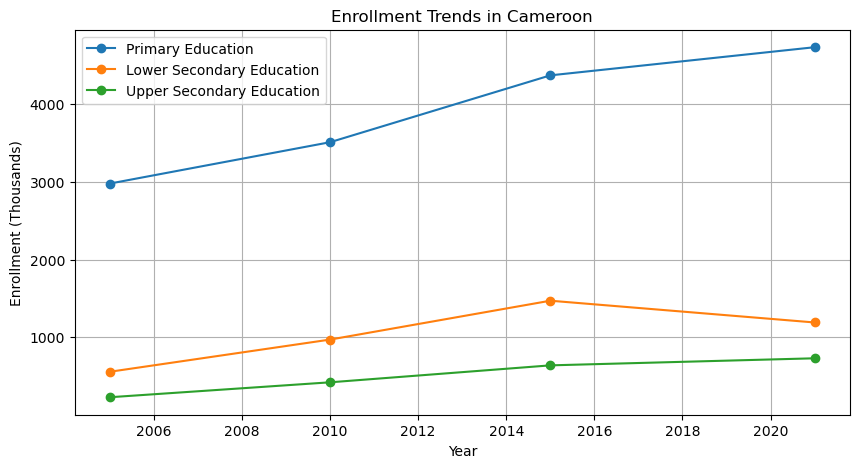 Enrollment Trends in Cameroon
Primary Education
Lower Secondary Education
Upper Secondary Education
Enrollment (Thousands)
4000
3000
2000
1000
2006 2008 2010 2012 2014 2016 2018 2020
Year